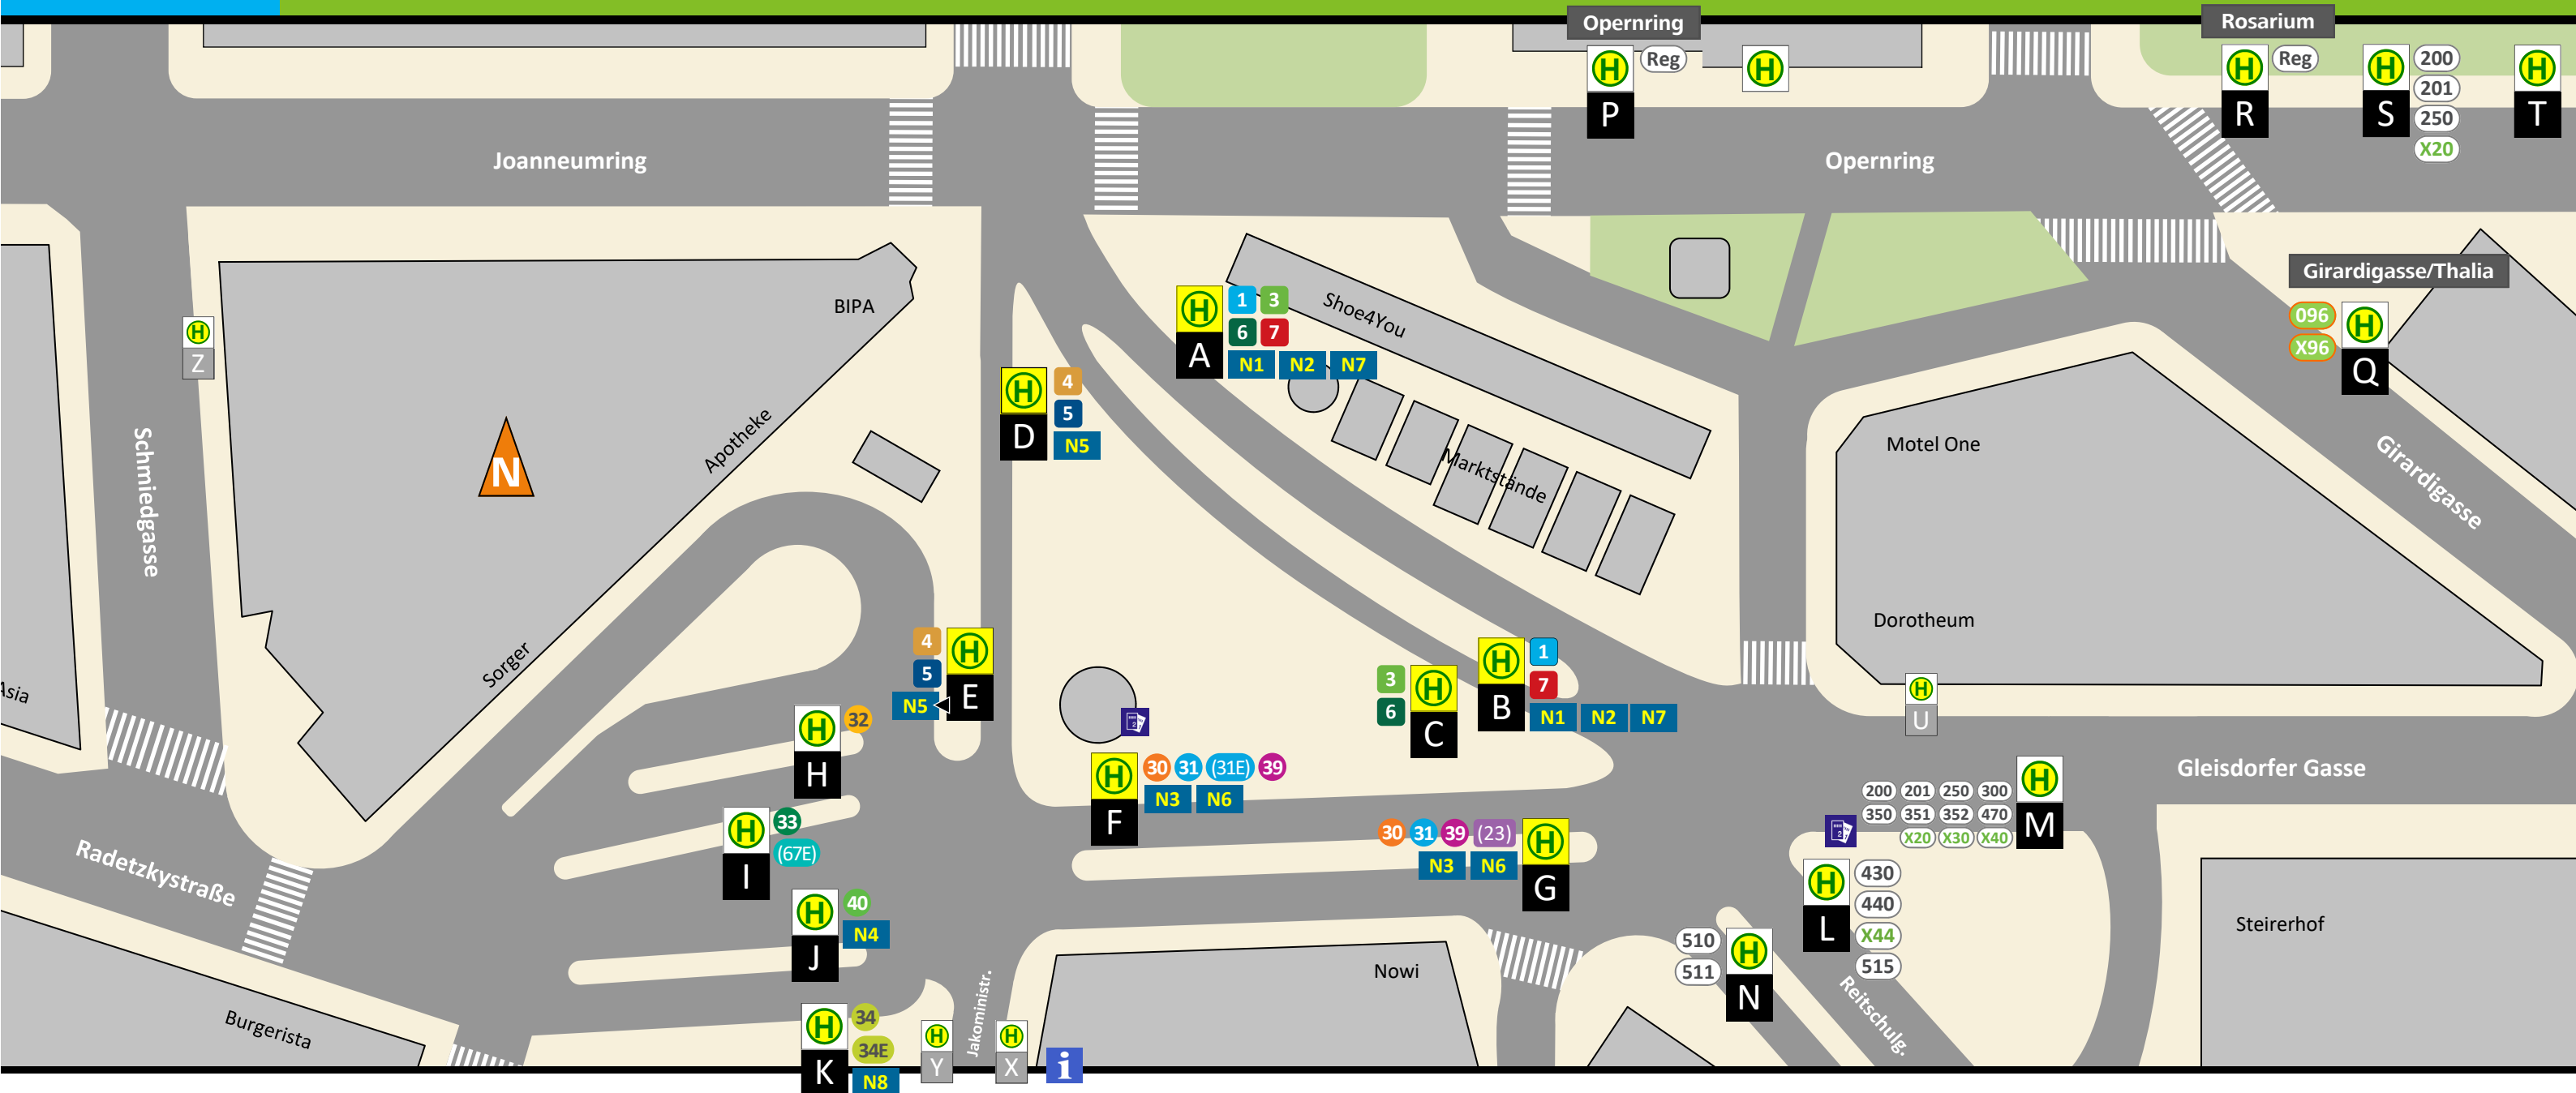 Opernring
Rosarium
H
P
Reg
H
H
R
Reg
H
S
200
201
250
X20
H
T
Joanneumring
Opernring
Girardigasse/Thalia
096
X96
H
Q
BIPA
Shoe4You
H
A
1 3
6 7
N1 N2 N7
H
Z
H
D
4
5
N5
N
Apotheke
Schmiedgasse
Marktstände
Motel One
Girardigasse
Dorotheum
Sorger
4
5
N5
H
E
3
6
H
C
H
B
1
7
N1 N2 N7
H
U
Asia
H
H
32
H
F
30 31 (31E) 39
N3 N6
Gleisdorfer Gasse
200 201 250 300
350 351 352 470
X20 X30 X40
H
M
H
I
33
(67E)
30 31 39 (23)
N3 N6
H
G
Radetzkystraße
H
J
40
N4
H
L
430
440
X44
515
510
511
H
N
Steirerhof
Nowi
Reitschulg.
Burgerista
H
K
34
34E
N8
H
Y
Jakoministr.
H
X
i